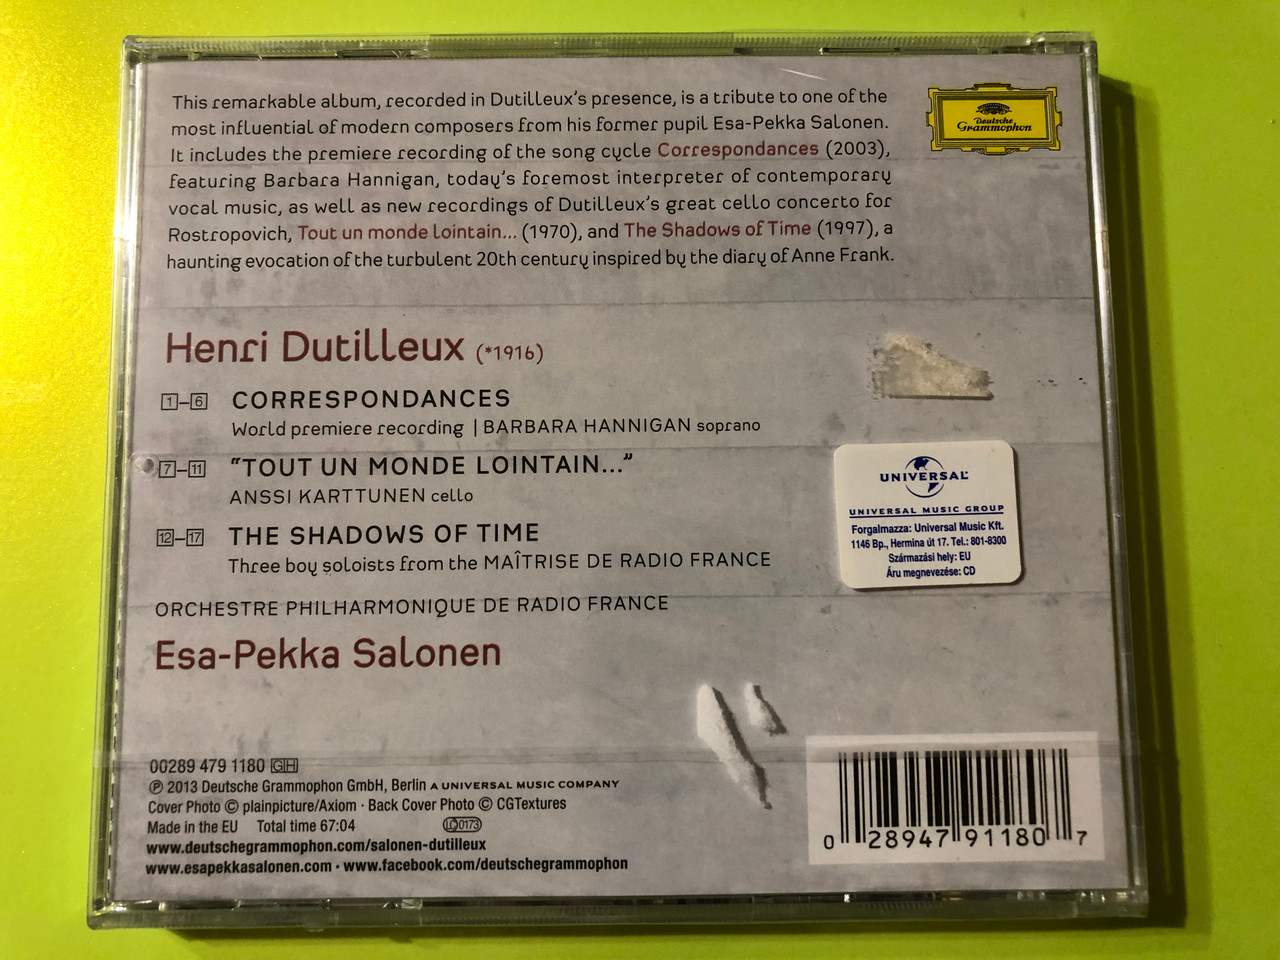 This remarkable album, recorded in Dutilleux's presence, is a tribute to one of the
most influential of modern composers from his former pupil Esa-Pekka Salonen.
It includes the premiere recording of the song cycle Correspondances (2003),
featuring Barbara Hannigan, today's foremost interpreter of contemporary
vocal music, as well as new recordings of Dutilleux's great cello concerto for
Rostropovich, Tout un monde lointain... (1970), and The Shadows of Time (1997), a
haunting evocation of the turbulent 20th century inspired by the diary of Anne Frank.
Deutsche
Grammophon
Henri Dutilleux (*1916)
1–6 CORRESPONDANCES
World premiere recording | BARBARA HANNIGAN soprano
7–11 "TOUT UN MONDE LOINTAIN..."
ANSSI KARTTUNEN cello
12–17 THE SHADOWS OF TIME
Three boy soloists from the MAÎTRISE DE RADIO FRANCE
ORCHESTRE PHILHARMONIQUE DE RADIO FRANCE
Esa-Pekka Salonen
UNIVERSAL
UNIVERSAL MUSIC GROUP
Forgalmazza: Universal Music Kft.
1146 Bp., Hermina út 17. Tel.: 801-8300
Származási hely: EU
Áru megnevezése: CD
00289 479 1180 GH
℗ 2013 Deutsche Grammophon GmbH, Berlin A UNIVERSAL MUSIC COMPANY
Cover Photo © plainpicture/Axiom · Back Cover Photo © CGTextures
Made in the EU Total time 67:04 LC 0173
www.deutschegrammophon.com/salonen-dutilleux
www.esapekkasalonen.com · www.facebook.com/deutschegrammophon
0 28947 91180 7